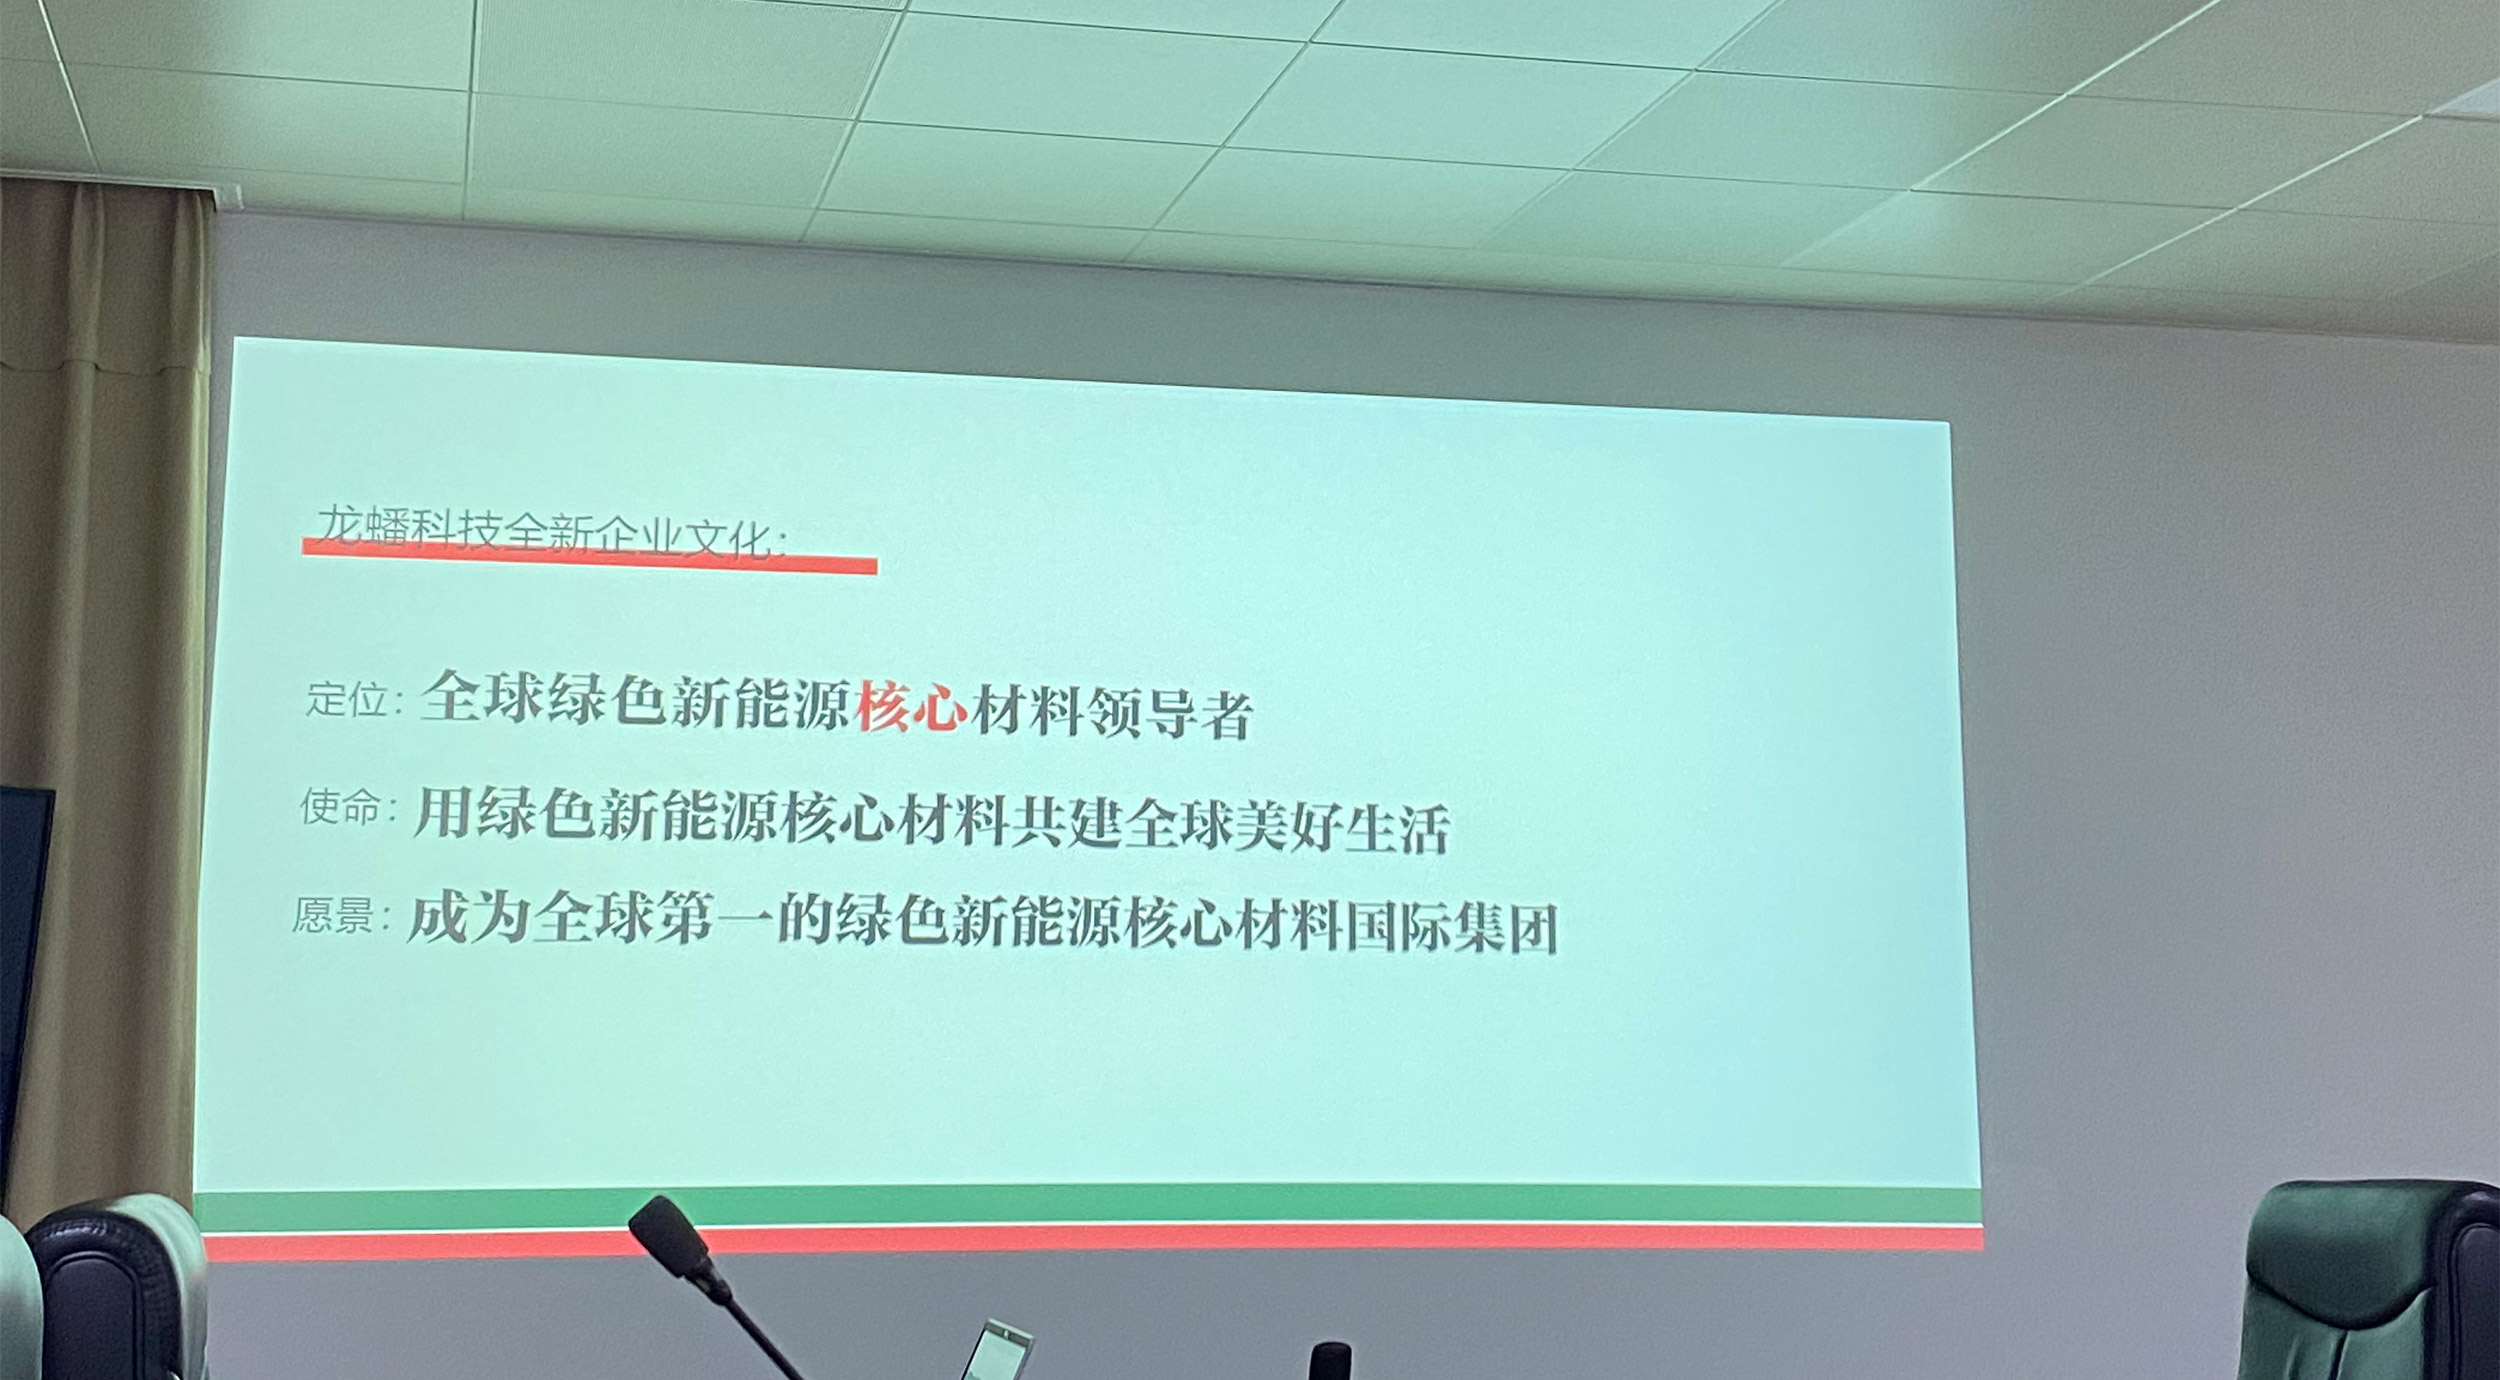 龙蟠科技全新企业文化：
定位：全球绿色新能源核心材料领导者
使命：用绿色新能源核心材料共建全球美好生活
愿景：成为全球第一的绿色新能源核心材料国际集团